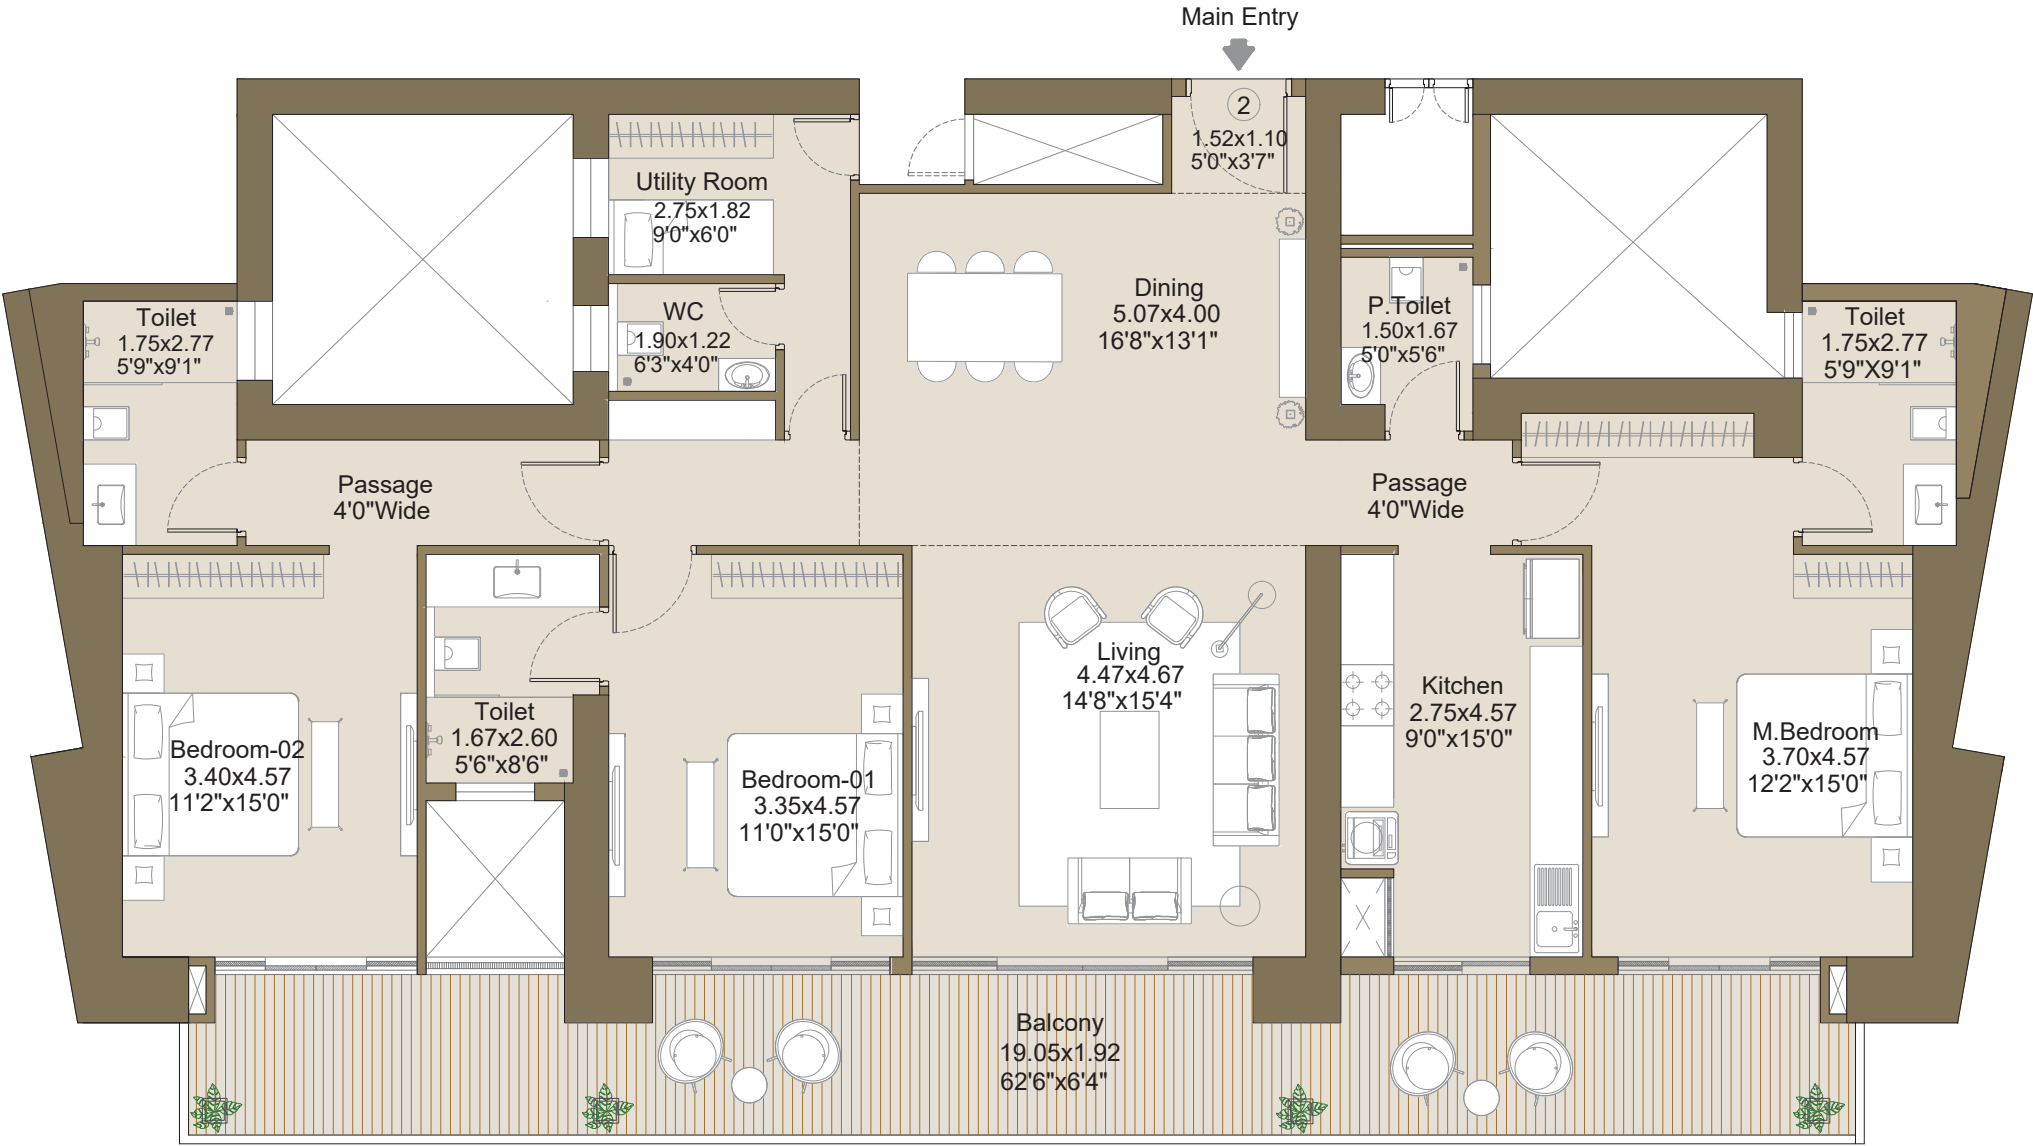 Main Entry
2
1.52x1.10
5'0"x3'7"
Utility Room
2.75x1.82
9'0"x6'0"
Dining
5.07x4.00
16'8"x13'1"
WC
1.90x1.22
6'3"x4'0"
P.Toilet
1.50x1.67
5'0"x5'6"
Toilet
1.75x2.77
5'9"x9'1"
Toilet
1.75x2.77
5'9"X9'1"
Passage
4'0"Wide
Passage
4'0"Wide
Living
4.47x4.67
14'8"x15'4"
Kitchen
2.75x4.57
9'0"x15'0"
Toilet
1.67x2.60
5'6"x8'6"
M.Bedroom
3.70x4.57
12'2"x15'0"
Bedroom-02
3.40x4.57
11'2"x15'0"
Bedroom-01
3.35x4.57
11'0"x15'0"
Balcony
19.05x1.92
62'6"x6'4"